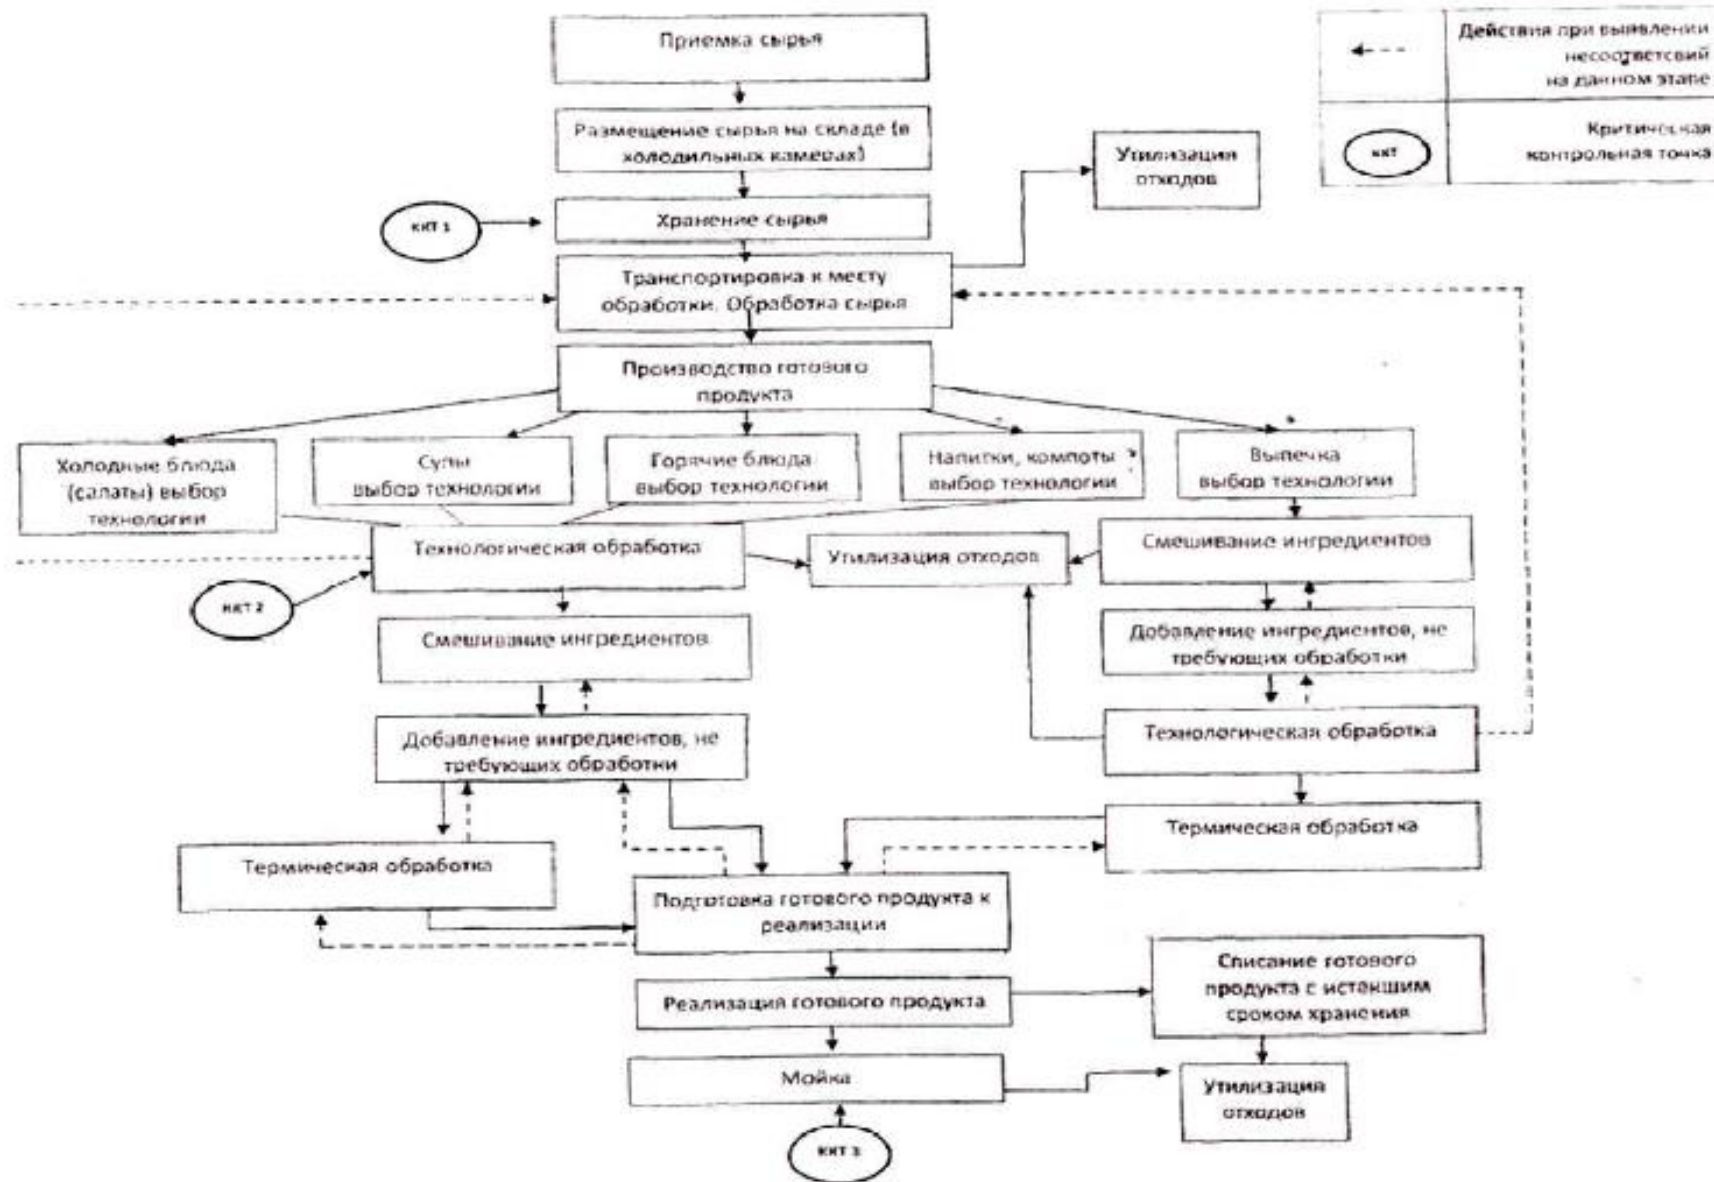 Приемка сырья
Действия при выявлении
несоответсвий
на данном этапе
Размещение сырья на складе (в
холодильных камерах)
Утилизация
отходов
ККТ
Критическая
контрольная точка
ККТ 1
Хранение сырья
Транспортировка к месту
обработки. Обработка сырья
Производство готового
продукта
Холодные блюда
(салаты) выбор
технологии
Супы
выбор технологии
Горячие блюда
выбор технологии
Напитки, компоты
выбор технологии
Выпечка
выбор технологии
Технологическая обработка
Утилизация отходов
Смешивание ингредиентов
ККТ 2
Смешивание ингредиентов
Добавление ингредиентов, не
требующих обработки
Добавление ингредиентов, не
требующих обработки
Технологическая обработка
Термическая обработка
Термическая обработка
Подготовка готового продукта к
реализации
Реализация готового продукта
Списание готового
продукта с истекшим
сроком хранения
Мойка
Утилизация
отходов
ККТ 3